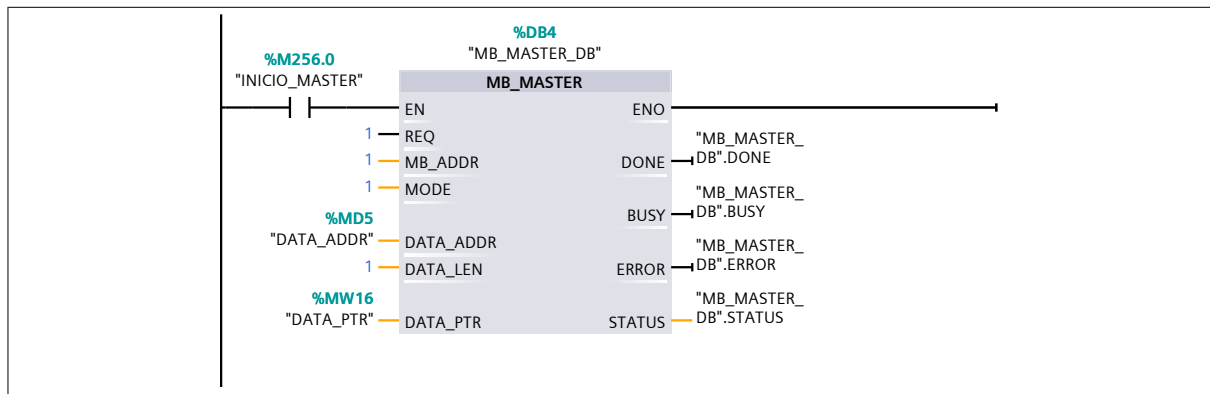 %DB4
"MB_MASTER_DB"
%M256.0
"INICIO_MASTER"
MB_MASTER
EN
ENO
1
REQ
1
MB_ADDR
DONE
"MB_MASTER_
DB".DONE
1
MODE
BUSY
"MB_MASTER_
DB".BUSY
%MD5
"DATA_ADDR"
DATA_ADDR
1
DATA_LEN
ERROR
"MB_MASTER_
DB".ERROR
%MW16
"DATA_PTR"
DATA_PTR
STATUS
"MB_MASTER_
DB".STATUS